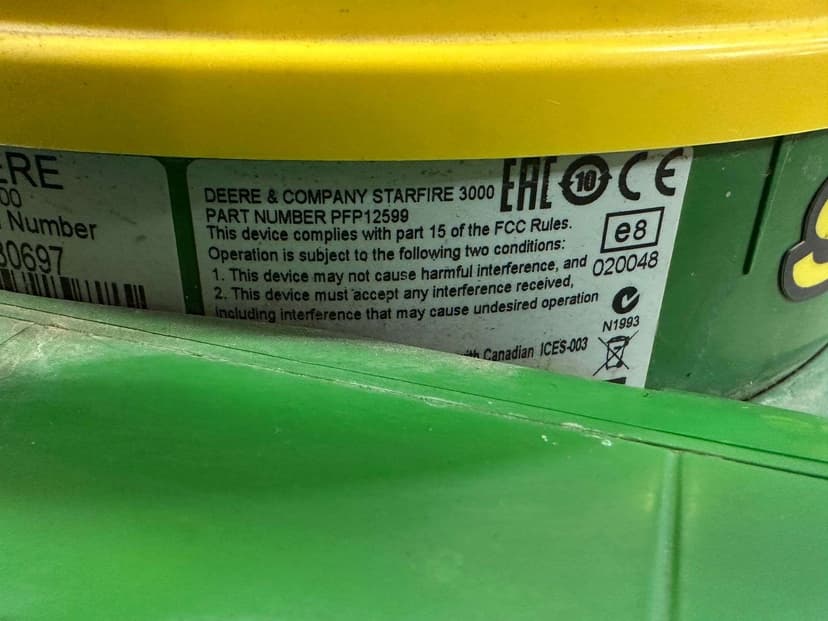 ERE
00
Number
30697
DEERE & COMPANY STARFIRE 3000
PART NUMBER PFP12599
This device complies with part 15 of the FCC Rules.
Operation is subject to the following two conditions:
1. This device may not cause harmful interference, and
2. This device must accept any interference received,
including interference that may cause undesired operation
Canadian ICES-003
EAC
10
CE
e8
020048
N1993